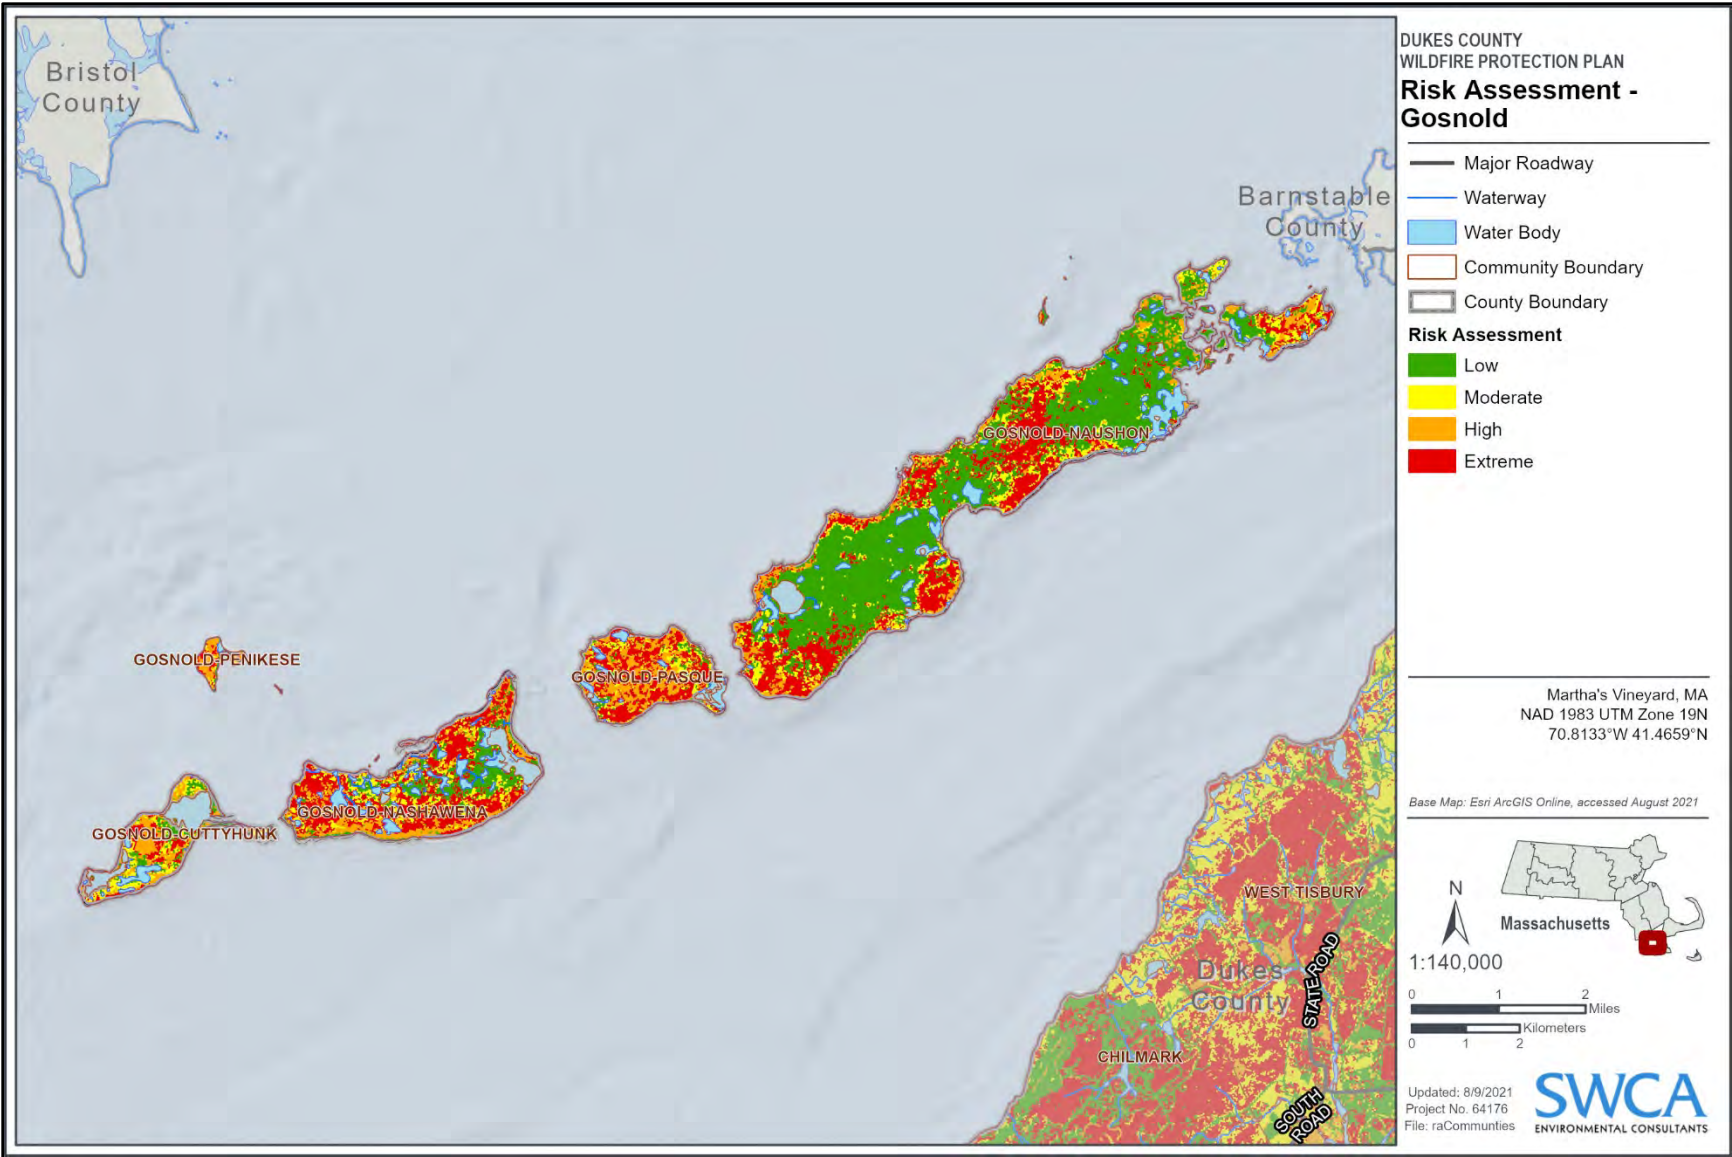 Bristol
County
Barnstable
County
GOSNOLD-NAUSHON
GOSNOLD-PENIKESE
GOSNOLD-PASQUE
GOSNOLD-NASHAWENA
GOSNOLD-CUTTYHUNK
WEST TISBURY
Dukes
County
STATE ROAD
CHILMARK
SOUTH
ROAD
DUKES COUNTY
WILDFIRE PROTECTION PLAN
Risk Assessment -
Gosnold
Major Roadway
Waterway
Water Body
Community Boundary
County Boundary
Risk Assessment
Low
Moderate
High
Extreme
Martha's Vineyard, MA
NAD 1983 UTM Zone 19N
70.8133°W 41.4659°N
Base Map: Esri ArcGIS Online, accessed August 2021
N
Massachusetts
1:140,000
0 1 2
Miles
Kilometers
0 1 2
Updated: 8/9/2021
Project No. 64176
File: raCommunties
SWCA
ENVIRONMENTAL CONSULTANTS